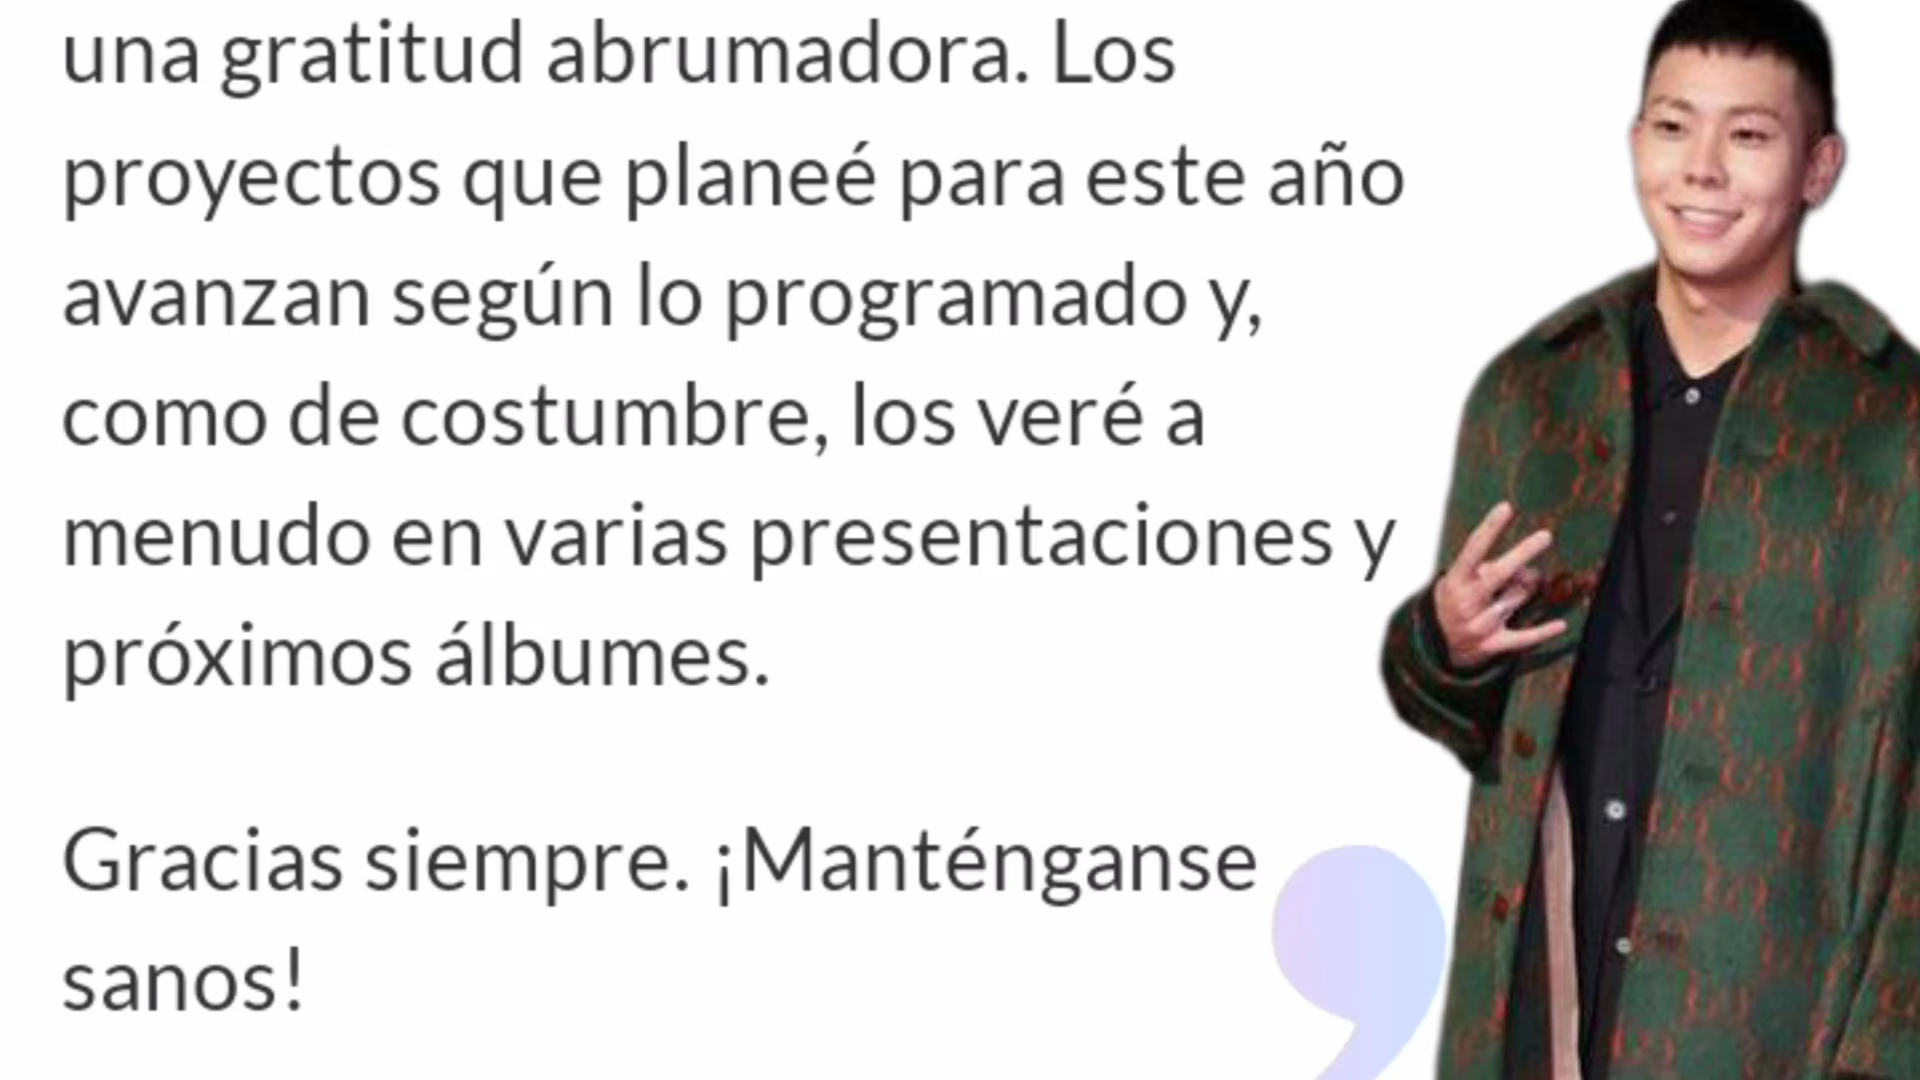 una gratitud abrumadora. Los
proyectos que planeé para este año
avanzan según lo programado y,
como de costumbre, los veré a
menudo en varias presentaciones y
próximos álbumes.
Gracias siempre. ¡Manténganse
sanos!